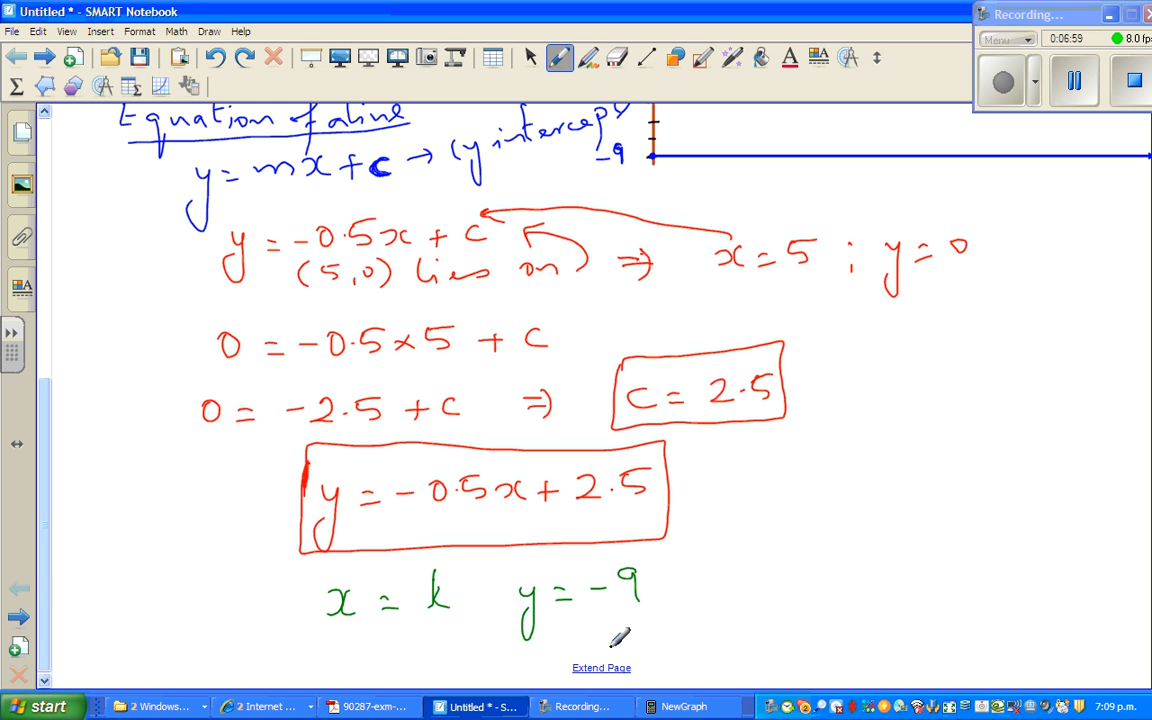 Untitled * - SMART Notebook
Recording...
File Edit View Insert Format Math Draw Help
Menu
0:06:59
8.0 fp
Equation of a line
y = mx + c → (y intercept
-9
y = -0.5x + c
(5,0) lies on ⇒ x = 5 ; y = 0
0 = -0.5 × 5 + c
0 = -2.5 + c ⇒ c = 2.5
y = -0.5x + 2.5
x = k y = -9
Extend Page
start
2 Windows...
2 Internet ...
90287-exm-...
Untitled * - S...
Recording...
NewGraph
7:09 p.m.